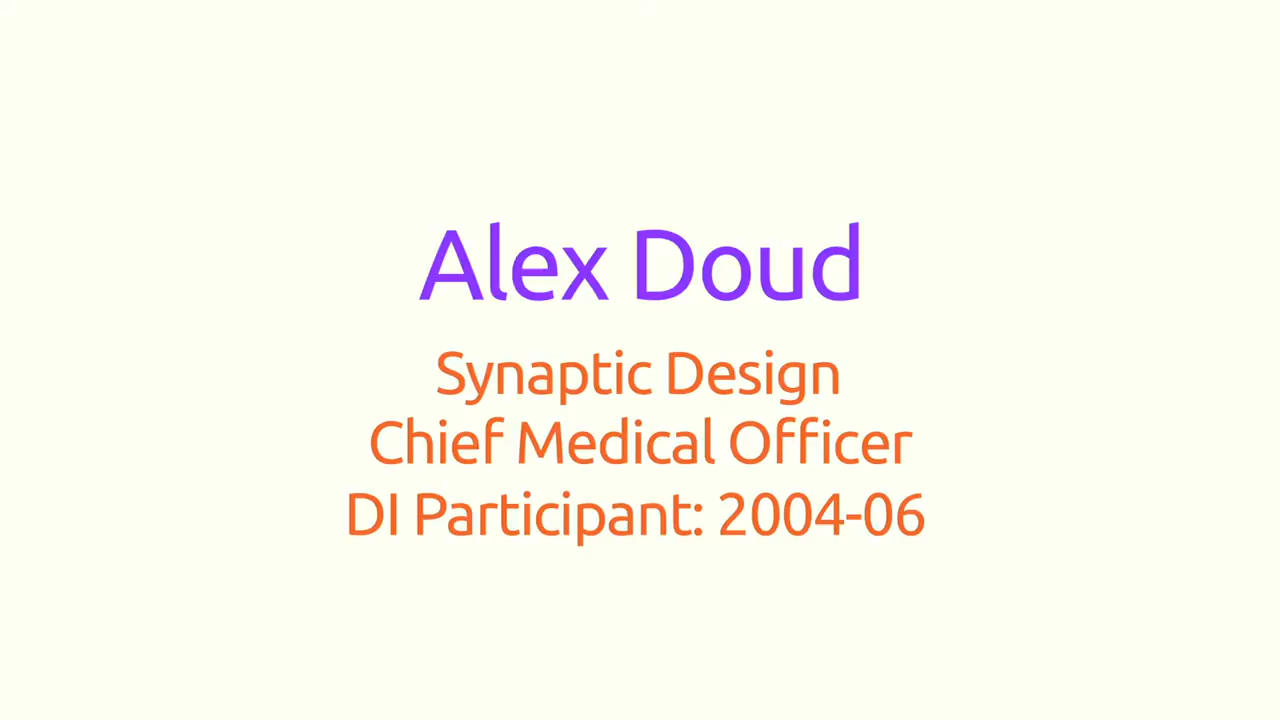 Alex Doud
Synaptic Design
Chief Medical Officer
DI Participant: 2004-06